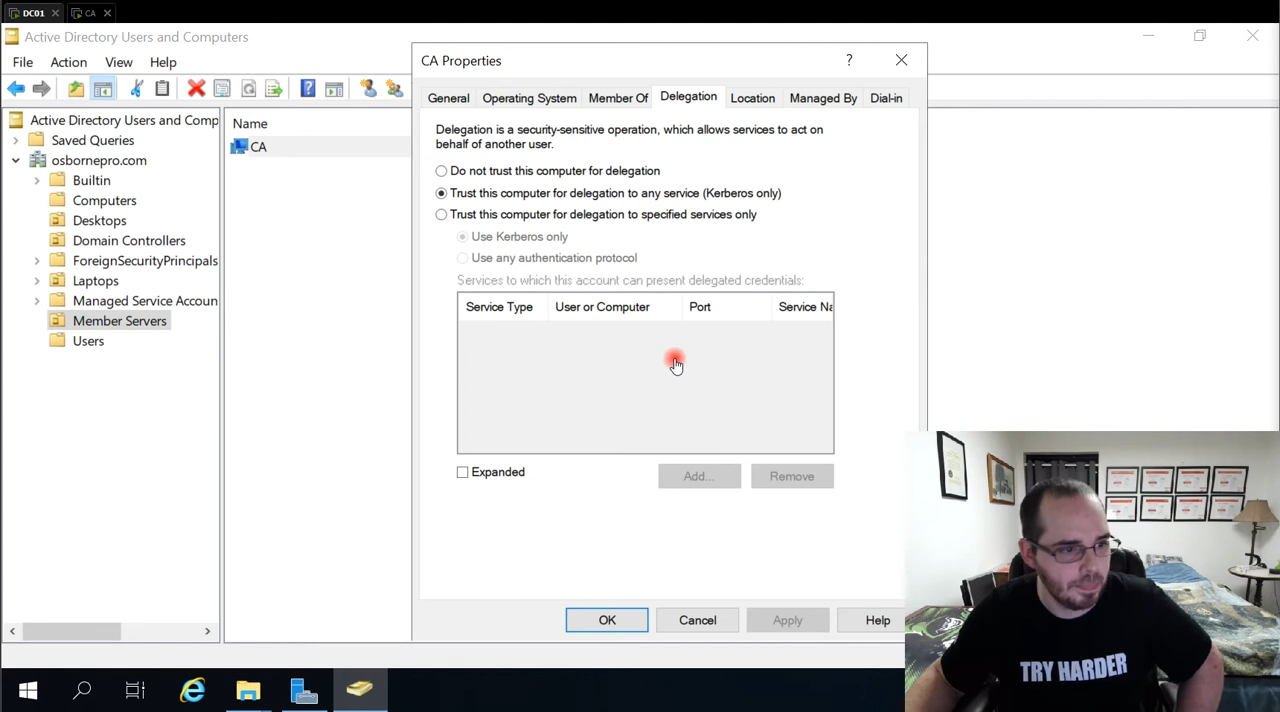 DC01
CA
Active Directory Users and Computers
File Action View Help
Active Directory Users and Comp
Saved Queries
osbornepro.com
Builtin
Computers
Desktops
Domain Controllers
ForeignSecurityPrincipals
Laptops
Managed Service Accoun
Member Servers
Users
Name
CA
CA Properties
?
General Operating System Member Of Delegation Location Managed By Dial-in
Delegation is a security-sensitive operation, which allows services to act on
behalf of another user.
Do not trust this computer for delegation
Trust this computer for delegation to any service (Kerberos only)
Trust this computer for delegation to specified services only
Use Kerberos only
Use any authentication protocol
Services to which this account can present delegated credentials:
Service Type User or Computer Port Service Na
Expanded
Add... Remove
OK Cancel Apply Help
TRY HARDER